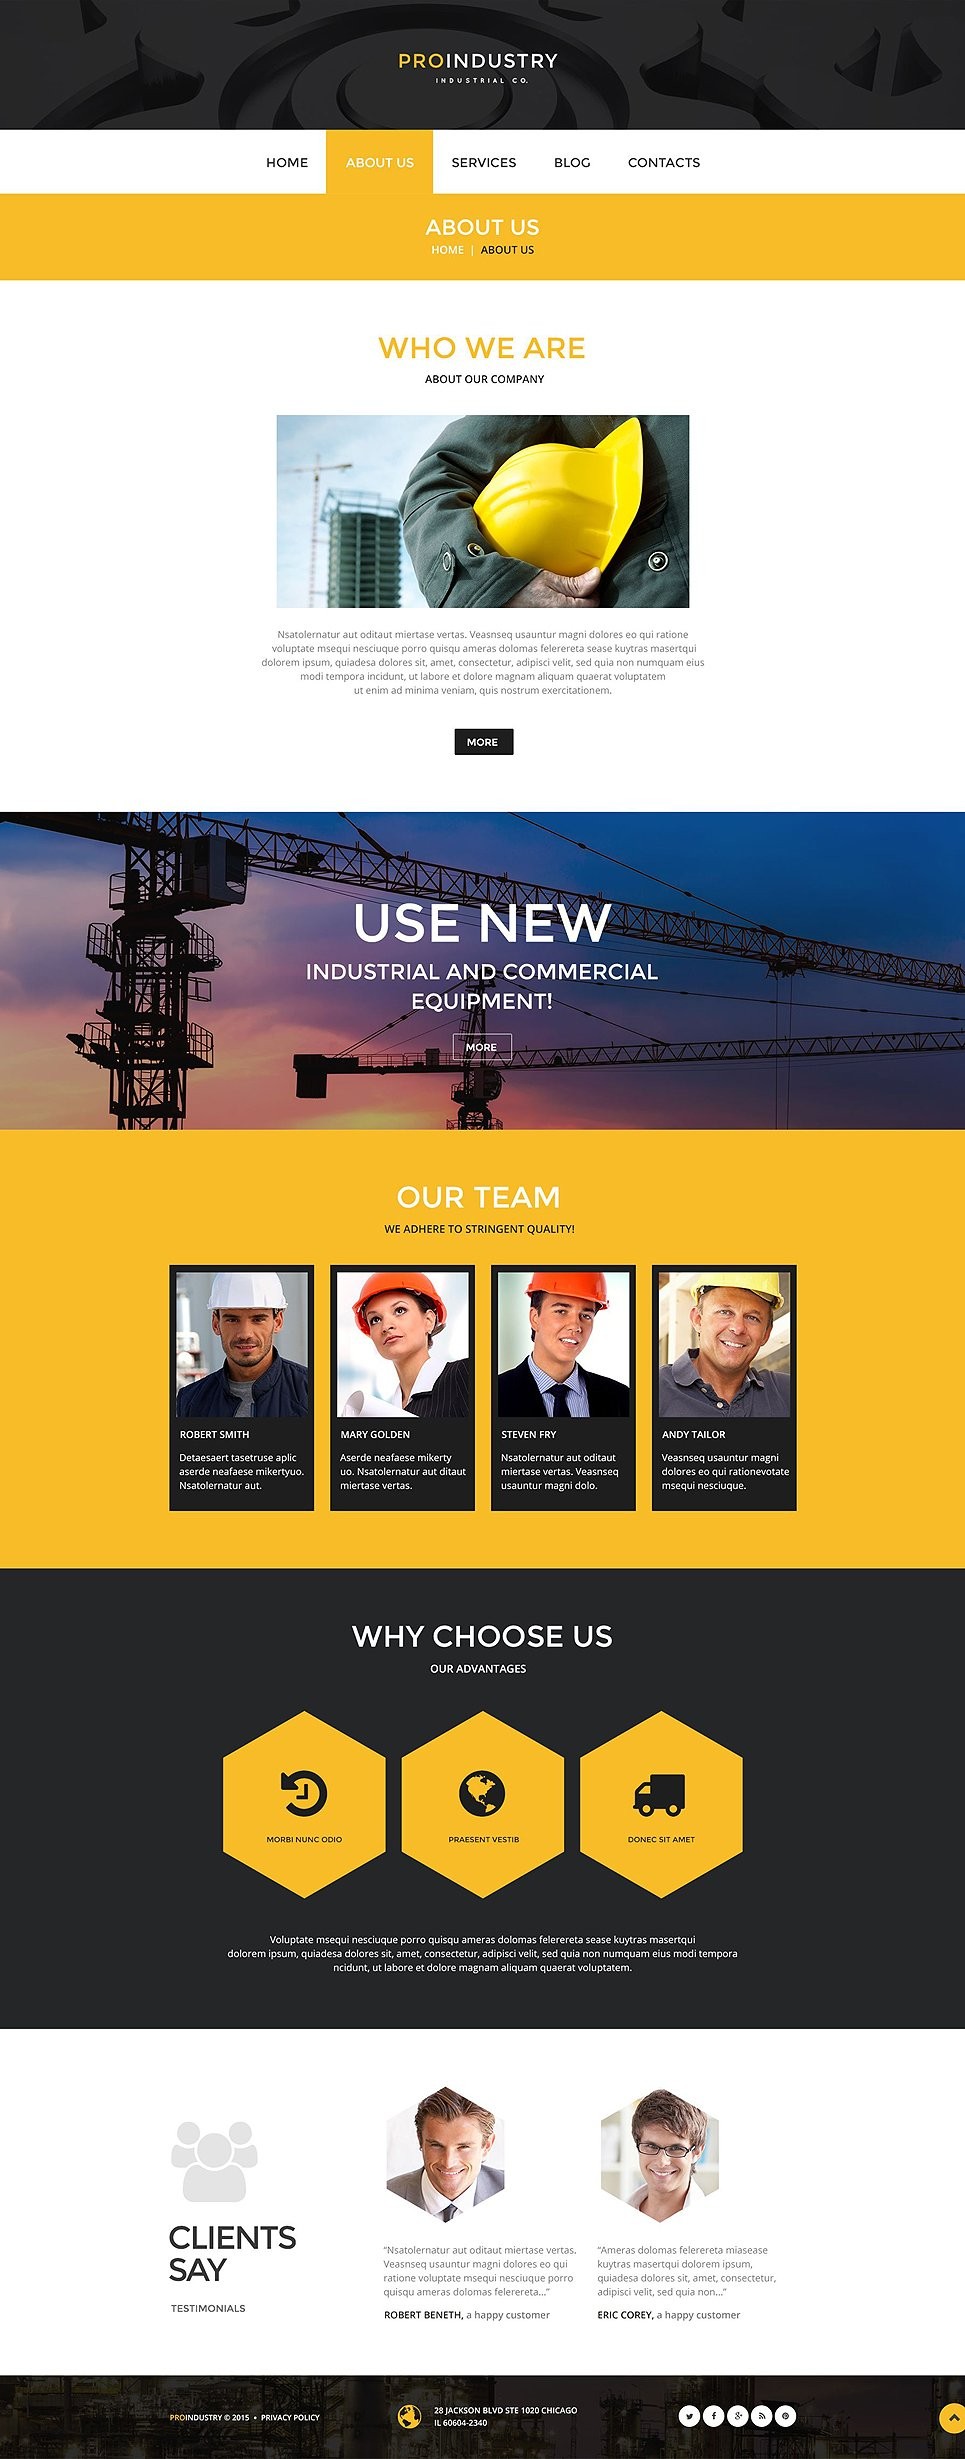 PROINDUSTRY
INDUSTRIAL CO.
HOME ABOUT US SERVICES BLOG CONTACTS
ABOUT US
HOME | ABOUT US
WHO WE ARE
ABOUT OUR COMPANY
Nsatolernatur aut oditaut miertase vertas. Veasnseq usauntur magni dolores eo qui ratione
voluptate msequi nesciuque porro quisqu ameras dolomas felerereta sease kuytras masertqui
dolorem ipsum, quiadesa dolores sit, amet, consectetur, adipisci velit, sed quia non numquam eius
modi tempora incidunt, ut labore et dolore magnam aliquam quaerat voluptatem
ut enim ad minima veniam, quis nostrum exercitationem.
MORE
USE NEW
INDUSTRIAL AND COMMERCIAL
EQUIPMENT!
MORE
OUR TEAM
WE ADHERE TO STRINGENT QUALITY!
ROBERT SMITH
Detaesaert tasetruse aplic
aserde neafaese mikertyuo.
Nsatolernatur aut.
MARY GOLDEN
Aserde neafaese mikerty
uo. Nsatolernatur aut ditaut
miertase vertas.
STEVEN FRY
Nsatolernatur aut oditaut
miertase vertas. Veasnseq
usauntur magni dolo.
ANDY TAILOR
Veasnseq usauntur magni
dolores eo qui rationevotate
msequi nesciuque.
WHY CHOOSE US
OUR ADVANTAGES
MORBI NUNC ODIO
PRAESENT VESTIB
DONEC SIT AMET
Voluptate msequi nesciuque porro quisqu ameras dolomas felerereta sease kuytras masertqui
dolorem ipsum, quiadesa dolores sit, amet, consectetur, adipisci velit, sed quia non numquam eius modi tempora
ncidunt, ut labore et dolore magnam aliquam quaerat voluptatem.
CLIENTS
SAY
TESTIMONIALS
“Nsatolernatur aut oditaut miertase vertas.
Veasnseq usauntur magni dolores eo qui
ratione voluptate msequi nesciuque porro
quisqu ameras dolomas felerereta...”
ROBERT BENETH, a happy customer
“Ameras dolomas felerereta miasease
kuytras masertqui dolorem ipsum,
quiadesa dolores sit, amet, consectetur,
adipisci velit, sed quia non...”
ERIC COREY, a happy customer
PROINDUSTRY © 2015 • PRIVACY POLICY
28 JACKSON BLVD STE 1020 CHICAGO
IL 60604-2340